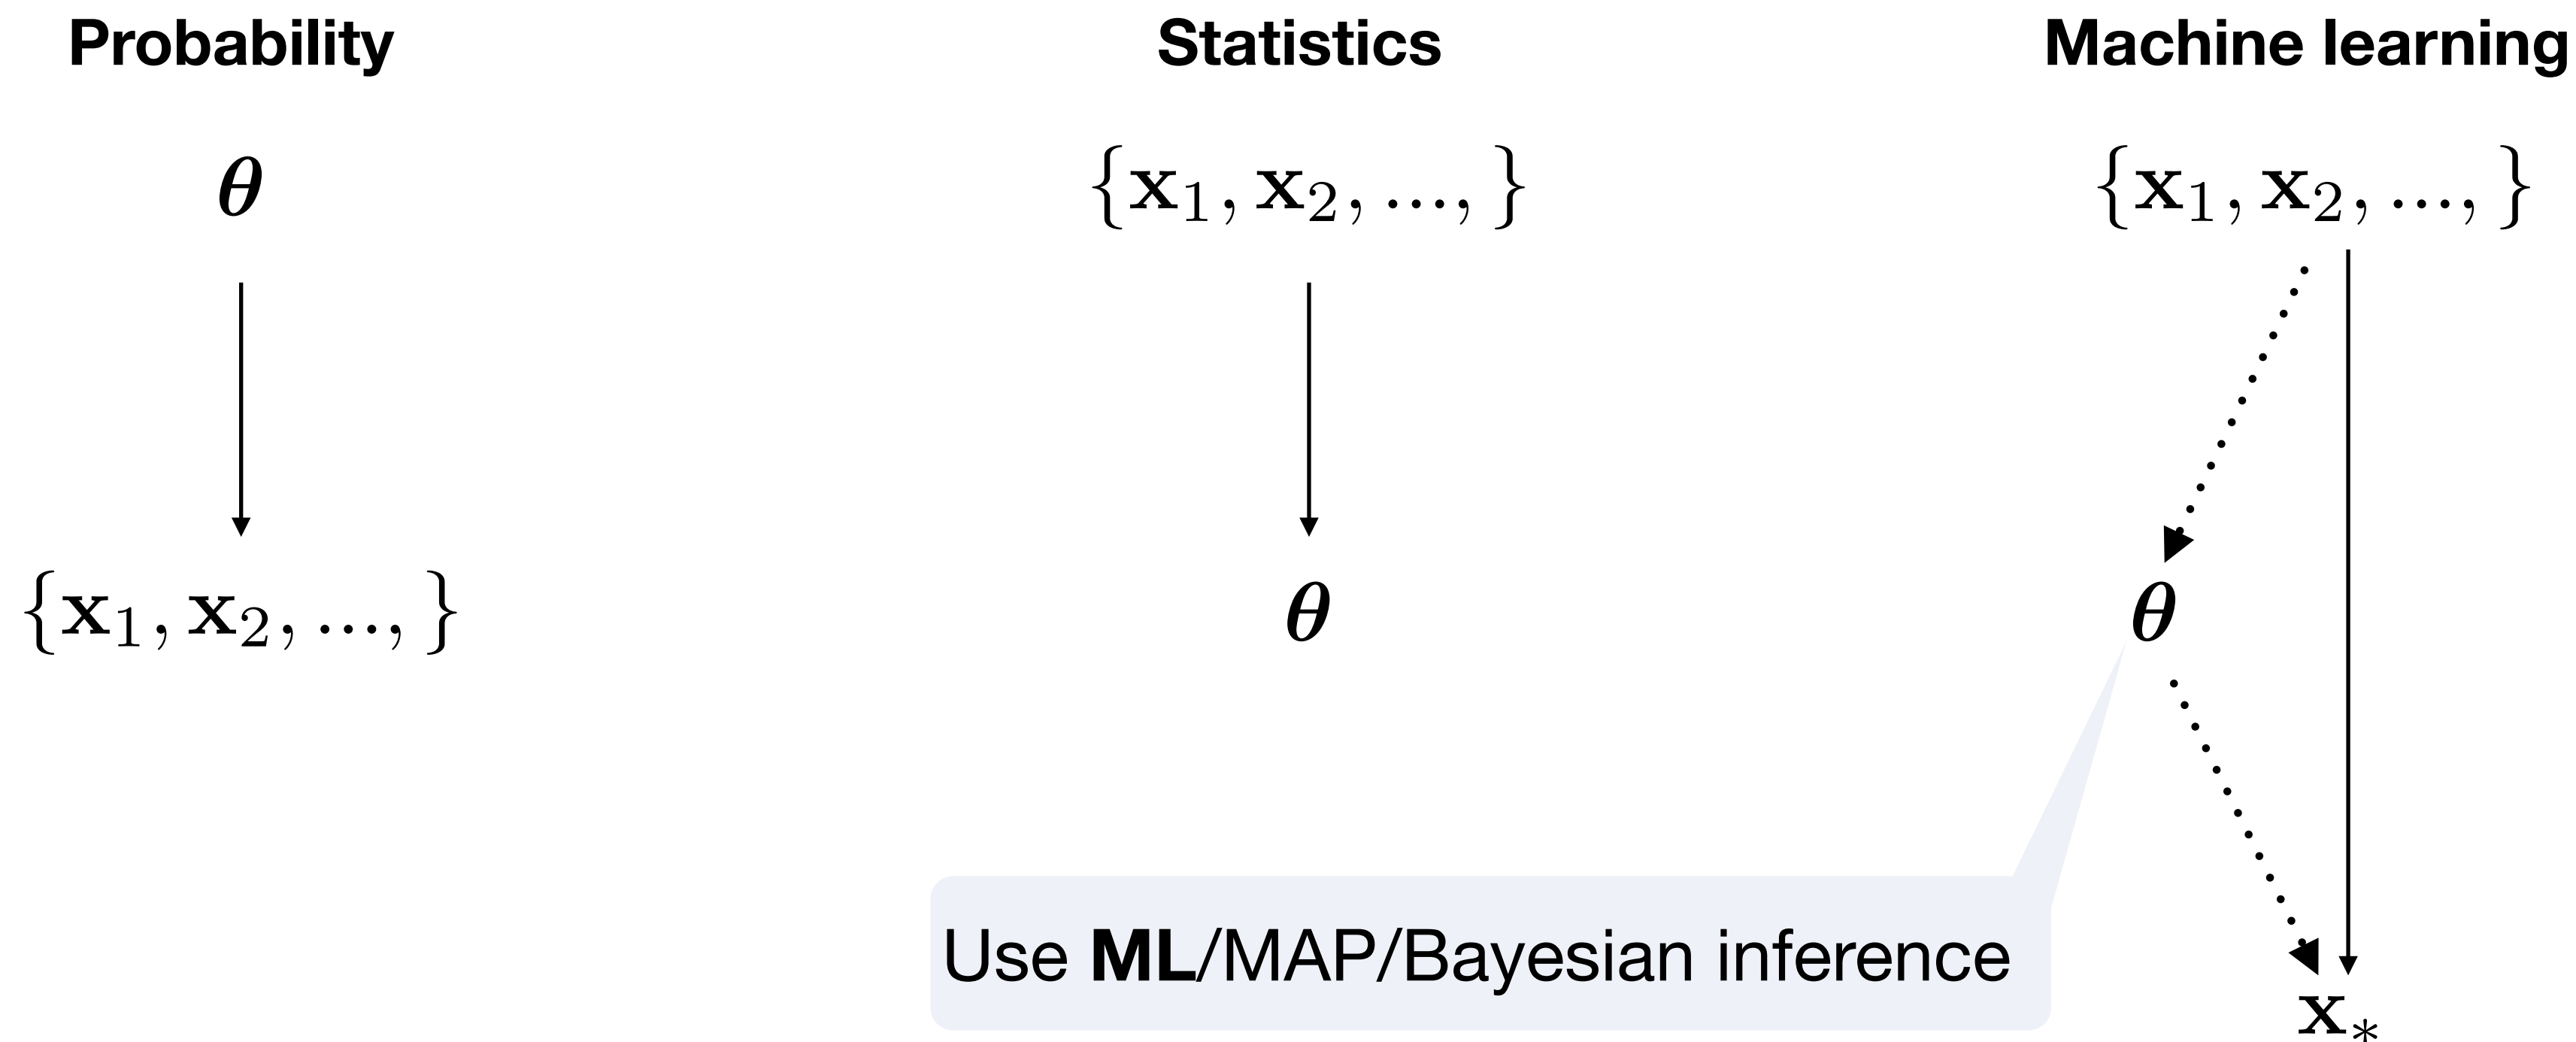 Probability
θ
{x₁, x₂, ..., }
Statistics
{x₁, x₂, ..., }
θ
Machine learning
{x₁, x₂, ..., }
θ
Use ML/MAP/Bayesian inference
x∗